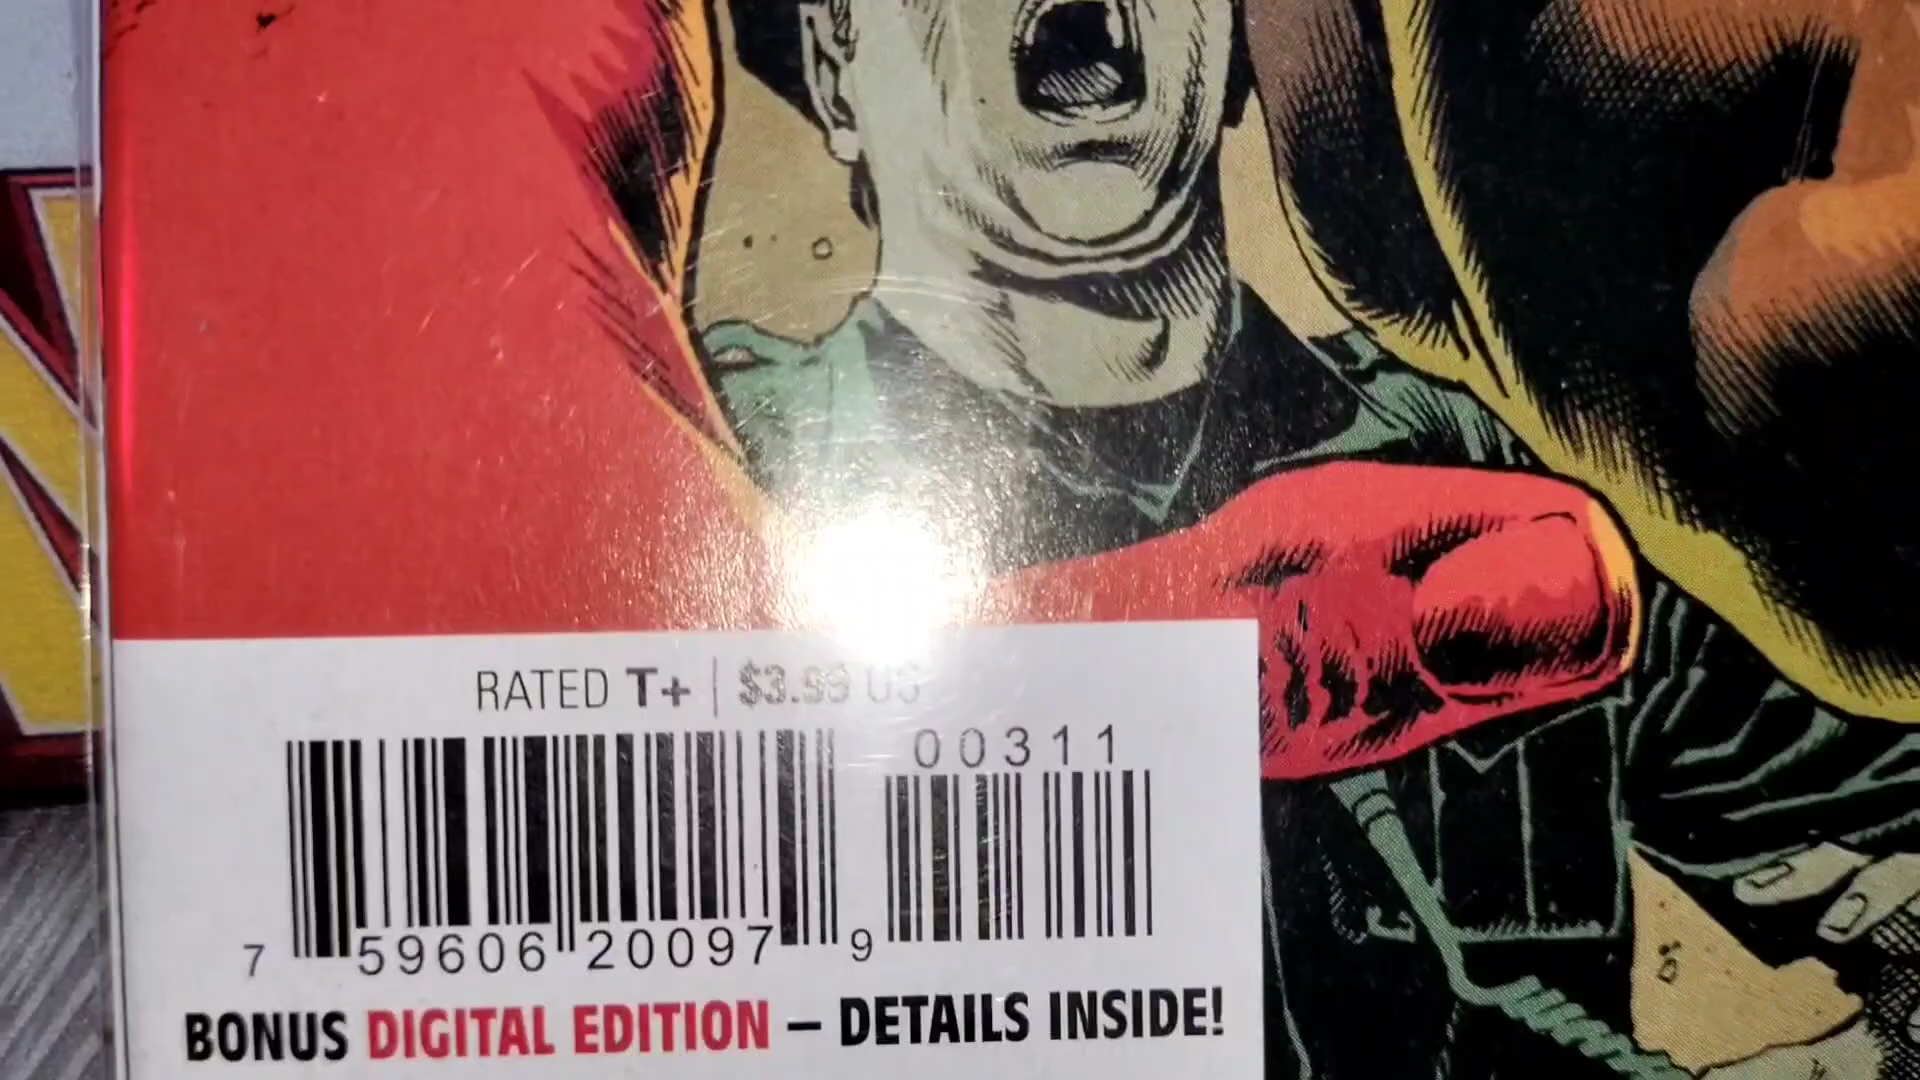 RATED T+ | $3.99 US
00311
7 59606 20097 9
BONUS DIGITAL EDITION – DETAILS INSIDE!